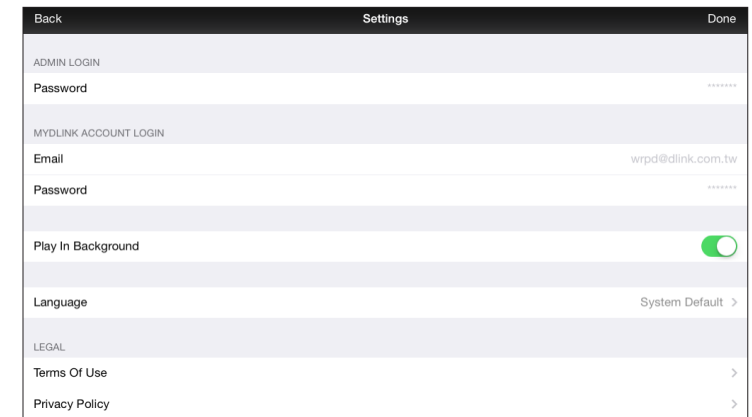 Back Settings Done
ADMIN LOGIN
Password *******
MYDLINK ACCOUNT LOGIN
Email wrpd@dlink.com.tw
Password *******
Play In Background
Language System Default >
LEGAL
Terms Of Use >
Privacy Policy >